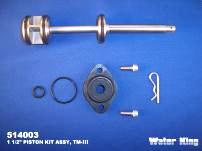 514003
1 1/2" PISTON KIT ASSY, TM-III
Water King